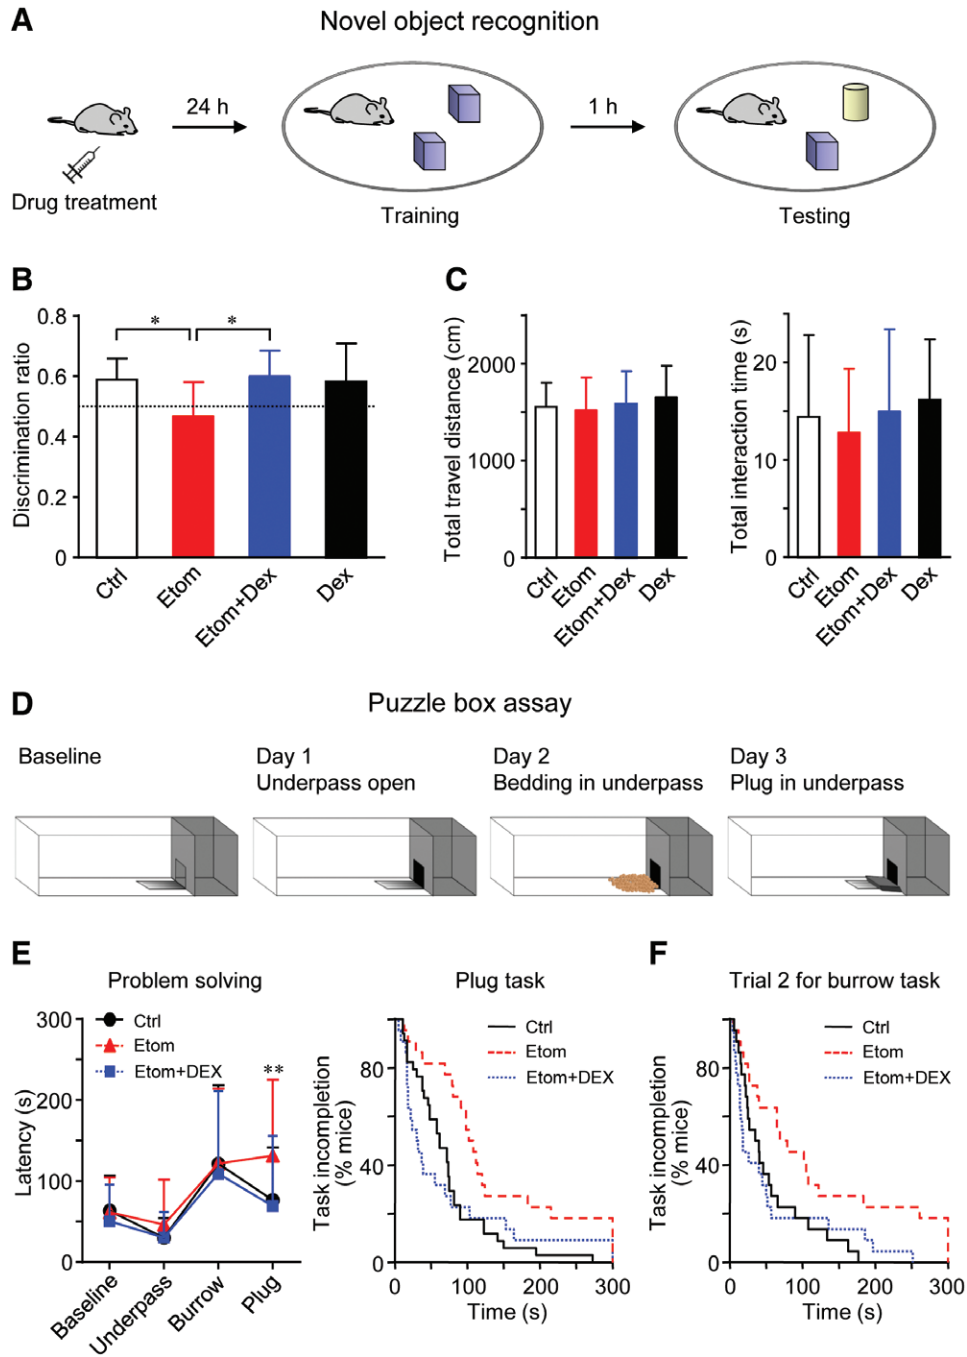 A
Novel object recognition
24 h
1 h
Drug treatment
Training
Testing
B
Discrimination ratio
0.8
0.6
0.4
0.2
0
*
*
Ctrl
Etom
Etom+Dex
Dex
C
Total travel distance (cm)
2000
1000
0
Ctrl
Etom
Etom+Dex
Dex
Total interaction time (s)
20
10
0
Ctrl
Etom
Etom+Dex
Dex
D
Puzzle box assay
Baseline
Day 1
Underpass open
Day 2
Bedding in underpass
Day 3
Plug in underpass
E
Problem solving
Latency (s)
300
200
100
0
Ctrl
Etom
Etom+DEX
**
Baseline
Underpass
Burrow
Plug
Plug task
Task incompletion
(% mice)
80
40
0
Ctrl
Etom
Etom+DEX
0
100
200
300
Time (s)
F
Trial 2 for burrow task
Task incompletion
(% mice)
80
40
0
Ctrl
Etom
Etom+DEX
0
100
200
300
Time (s)